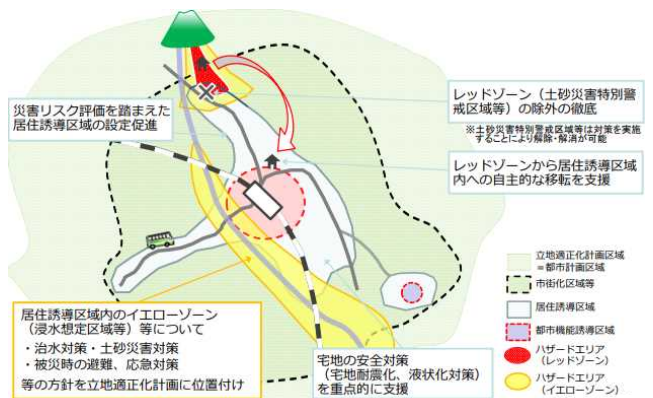 レッドゾーン（土砂災害特別警
戒区域等）の除外の徹底
※土砂災害特別警戒区域等は対策を実施
することにより解除・解消が可能
災害リスク評価を踏まえた
居住誘導区域の設定促進
レッドゾーンから居住誘導区域
内への自主的な移転を支援
居住誘導区域内のイエローゾーン
（浸水想定区域等）等について
・治水対策・土砂災害対策
・被災時の避難、応急対策
等の方針を立地適正化計画に位置付け
宅地の安全対策
（宅地耐震化、液状化対策）
を重点的に支援
立地適正化計画区域
＝都市計画区域
市街化区域等
居住誘導区域
都市機能誘導区域
ハザードエリア
（レッドゾーン）
ハザードエリア
（イエローゾーン）